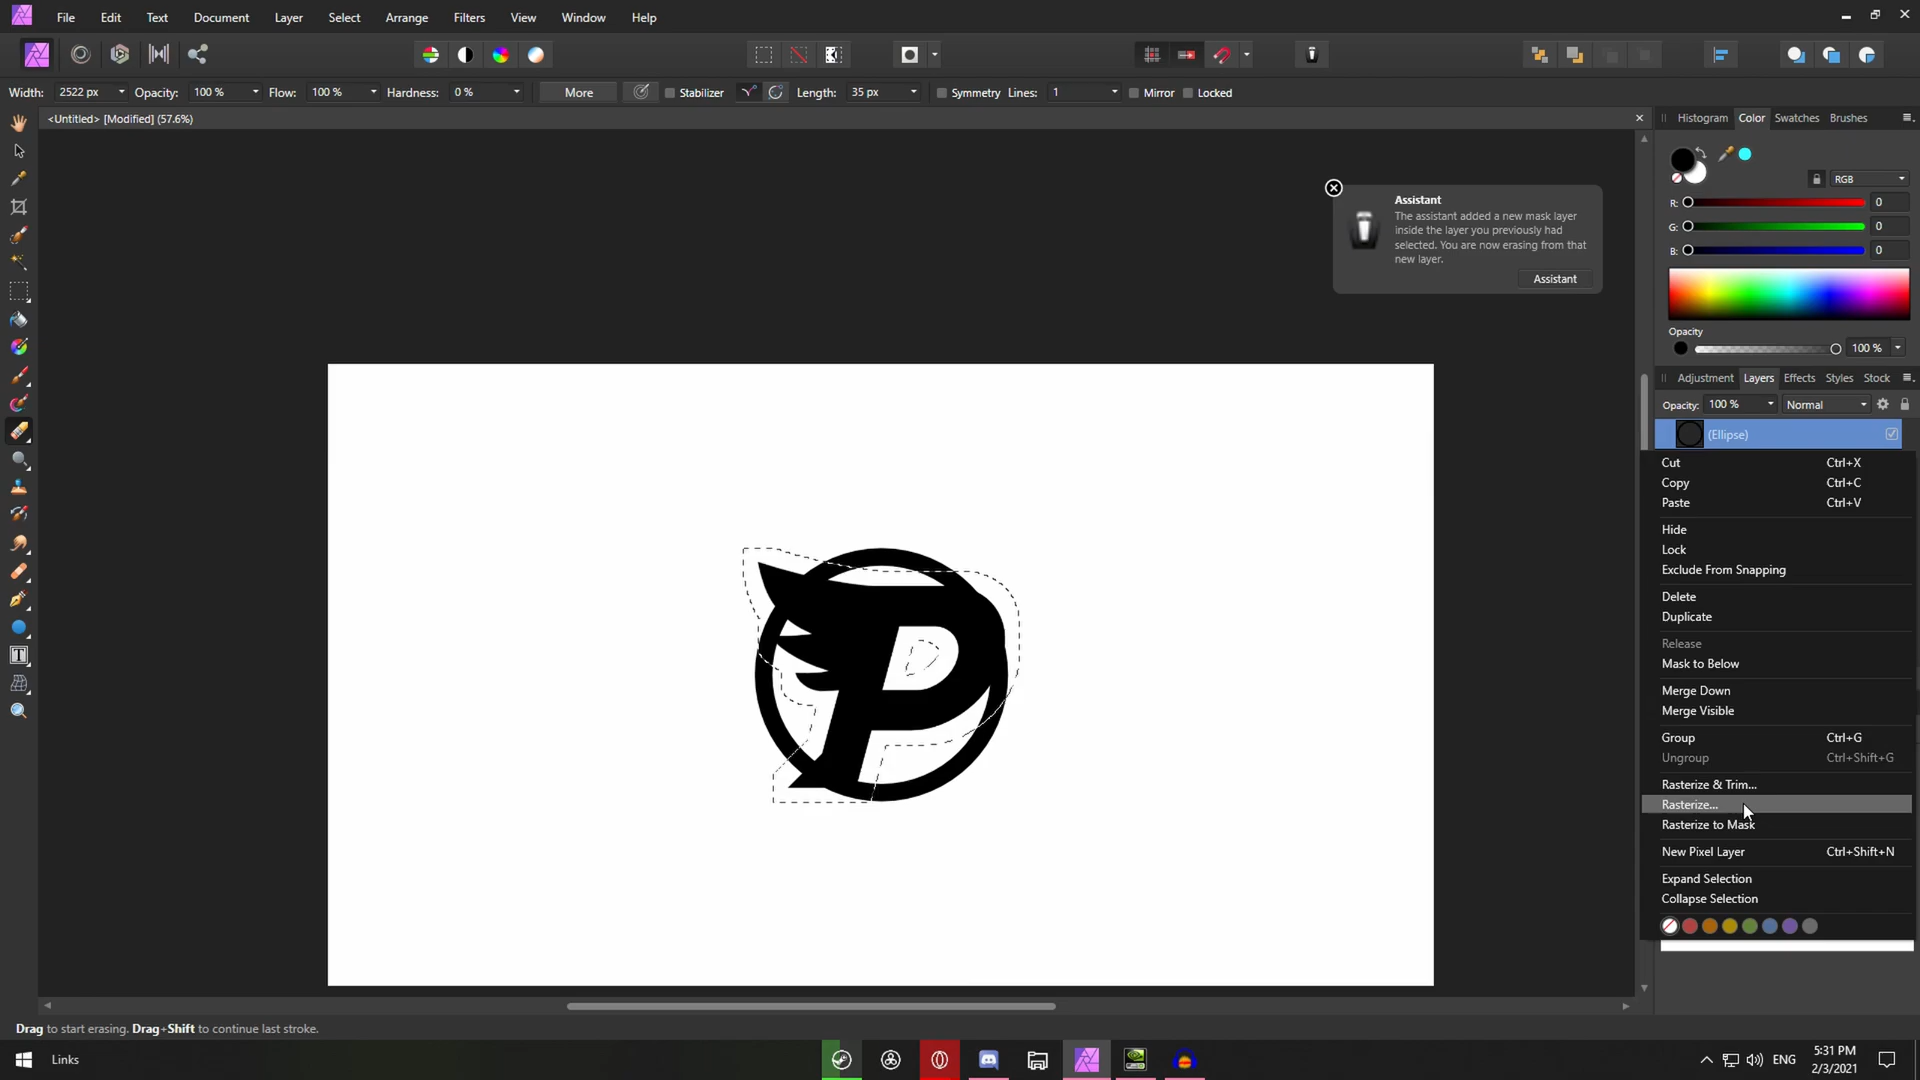 File Edit Text Document Layer Select Arrange Filters View Window Help
Width: 2522 px Opacity: 100 % Flow: 100 % Hardness: 0 % More Stabilizer Length: 35 px Symmetry Lines: 1 Mirror Locked
<Untitled> [Modified] (57.6%)
Histogram Color Swatches Brushes
RGB
R: 0
G: 0
B: 0
Opacity
100 %
Assistant
The assistant added a new mask layer
inside the layer you previously had
selected. You are now erasing from that
new layer.
Assistant
Adjustment Layers Effects Styles Stock
Opacity: 100 % Normal
(Ellipse)
Cut Ctrl+X
Copy Ctrl+C
Paste Ctrl+V
Hide
Lock
Exclude From Snapping
Delete
Duplicate
Release
Mask to Below
Merge Down
Merge Visible
Group Ctrl+G
Ungroup Ctrl+Shift+G
Rasterize & Trim...
Rasterize...
Rasterize to Mask
New Pixel Layer Ctrl+Shift+N
Expand Selection
Collapse Selection
P
Drag to start erasing. Drag+Shift to continue last stroke.
Links
ENG
5:31 PM
2/3/2021